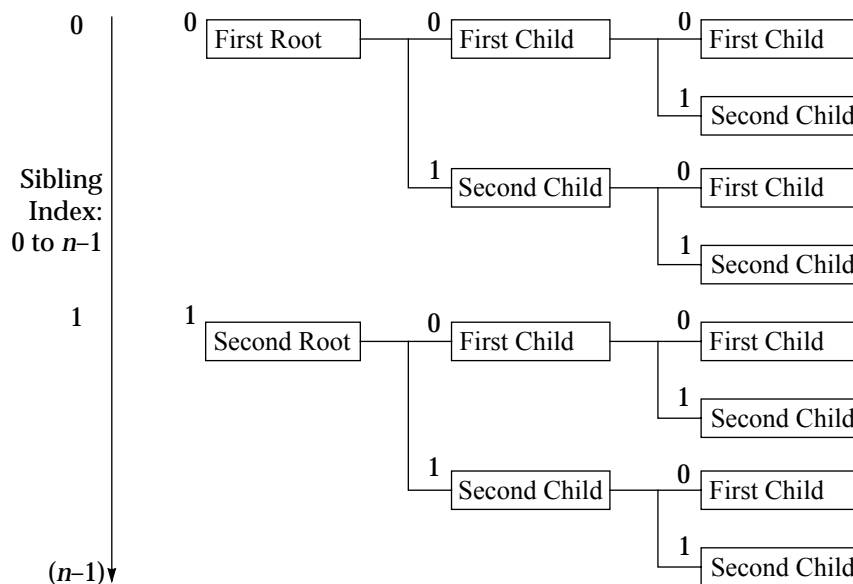 0
0
First Root
0
First Child
0
First Child
1
Second Child
Sibling
Index:
0 to n–1
1
Second Child
0
First Child
1
Second Child
1
1
Second Root
0
First Child
0
First Child
1
Second Child
1
Second Child
0
First Child
1
Second Child
(n–1)